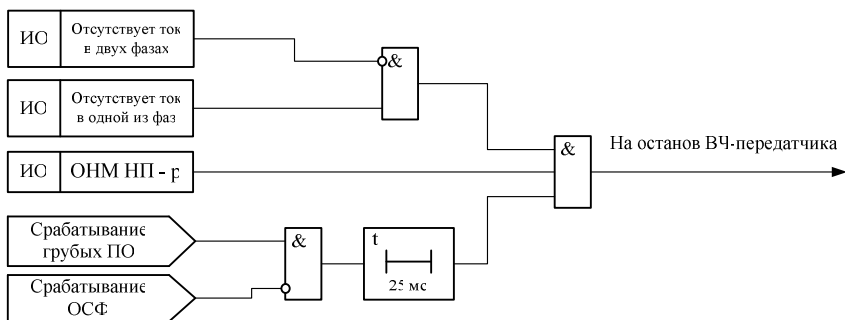 ИО
Отсутствует ток
в двух фазах
&
ИО
Отсутствует ток
в одной из фаз
ИО
ОНМ НП - р
&
На останов ВЧ-передатчика
Срабатывание
грубых ПО
&
t
25 мс
Срабатывание
ОСФ